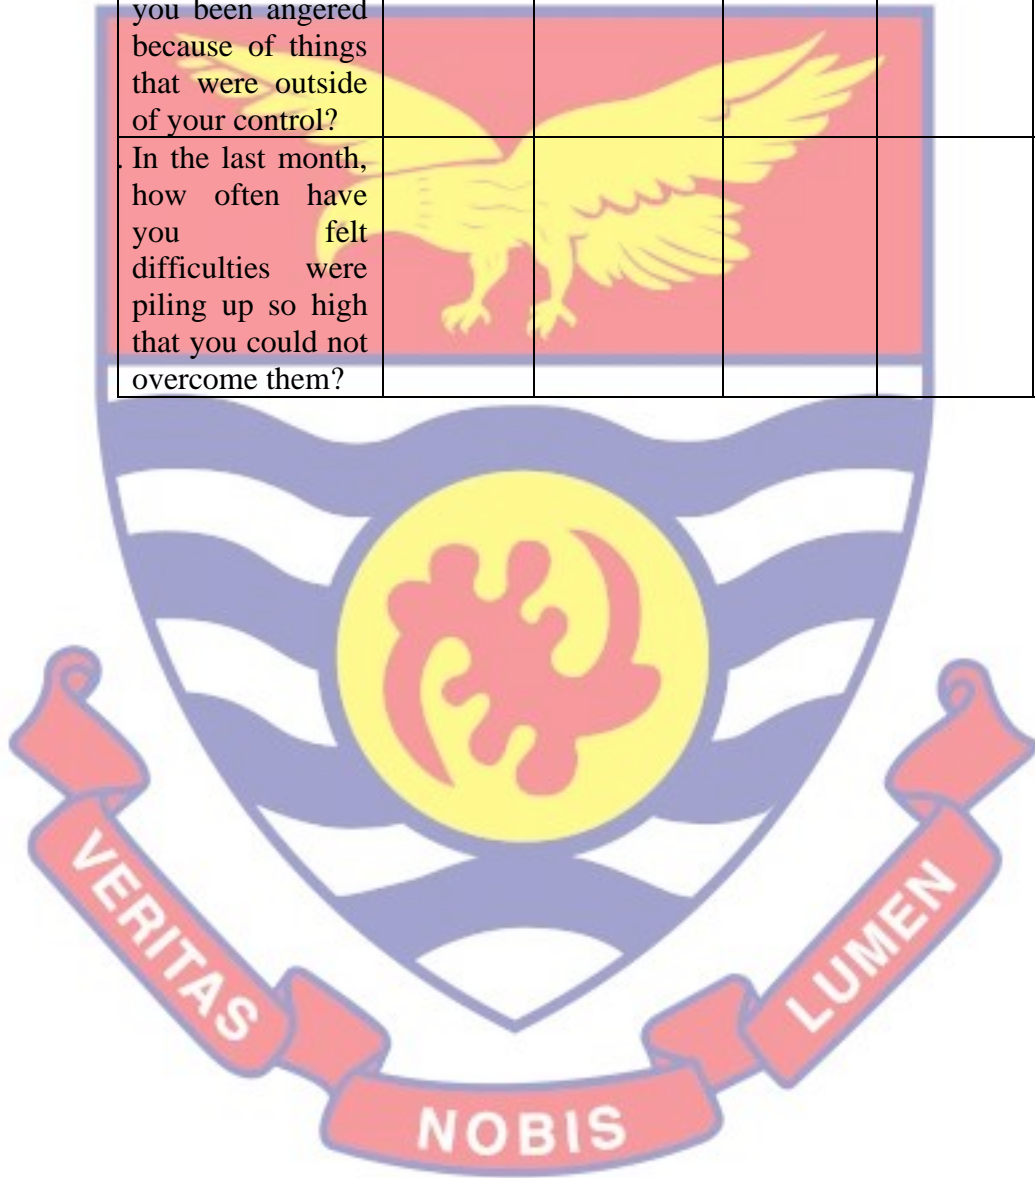 you been angered
because of things
that were outside
of your control?
. In the last month,
how often have
you felt
difficulties were
piling up so high
that you could not
overcome them?
VERITAS
NOBIS
LUMEN